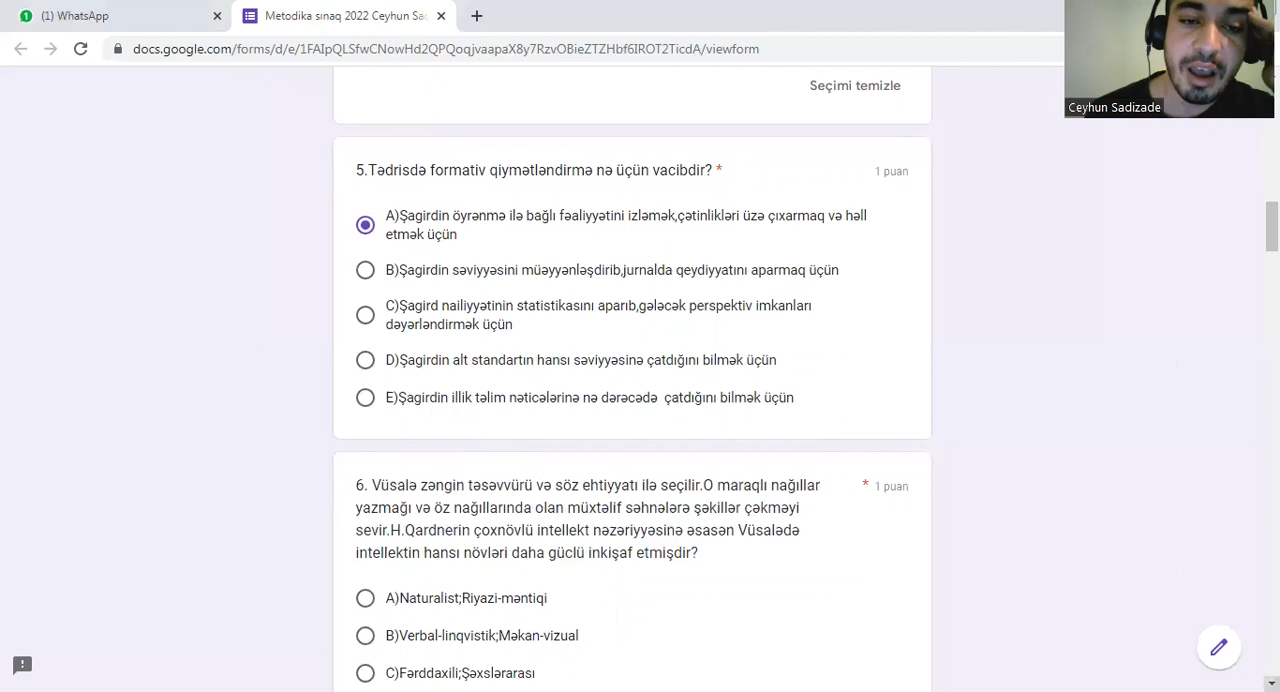 (1) WhatsApp
Metodika sınaq 2022 Ceyhun Sad
docs.google.com/forms/d/e/1FAIpQLSfwCNowHd2QPQoqjvaapaX8y7RzvOBieZTZHbf6IROT2TicdA/viewform
Ceyhun Sadizade
Seçimi temizle
5.Tədrisdə formativ qiymətləndirmə nə üçün vacibdir? *
1 puan
A)Şagirdin öyrənmə ilə bağlı fəaliyyətini izləmək,çətinlikləri üzə çıxarmaq və həll
etmək üçün
B)Şagirdin səviyyəsini müəyyənləşdirib,jurnalda qeydiyyatını aparmaq üçün
C)Şagird nailiyyətinin statistikasını aparıb,gələcək perspektiv imkanları
dəyərləndirmək üçün
D)Şagirdin alt standartın hansı səviyyəsinə çatdığını bilmək üçün
E)Şagirdin illik təlim nəticələrinə nə dərəcədə  çatdığını bilmək üçün
6. Vüsalə zəngin təsəvvürü və söz ehtiyyatı ilə seçilir.O maraqlı nağıllar
* 1 puan
yazmağı və öz nağıllarında olan müxtəlif səhnələrə şəkillər çəkməyi
sevir.H.Qardnerin çoxnövlü intellekt nəzəriyyəsinə əsasən Vüsalədə
intellektin hansı növləri daha güclü inkişaf etmişdir?
A)Naturalist;Riyazi-məntiqi
B)Verbal-linqvistik;Məkan-vizual
C)Fərddaxili;Şəxslərarası